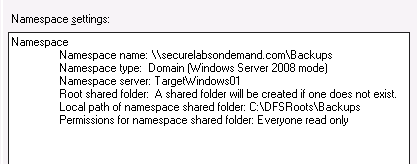 Namespace settings:
Namespace
Namespace name: \\securelabsondemand.com\Backups
Namespace type: Domain (Windows Server 2008 mode)
Namespace server: TargetWindows01
Root shared folder: A shared folder will be created if one does not exist.
Local path of namespace shared folder: C:\DFSRoots\Backups
Permissions for namespace shared folder: Everyone read only